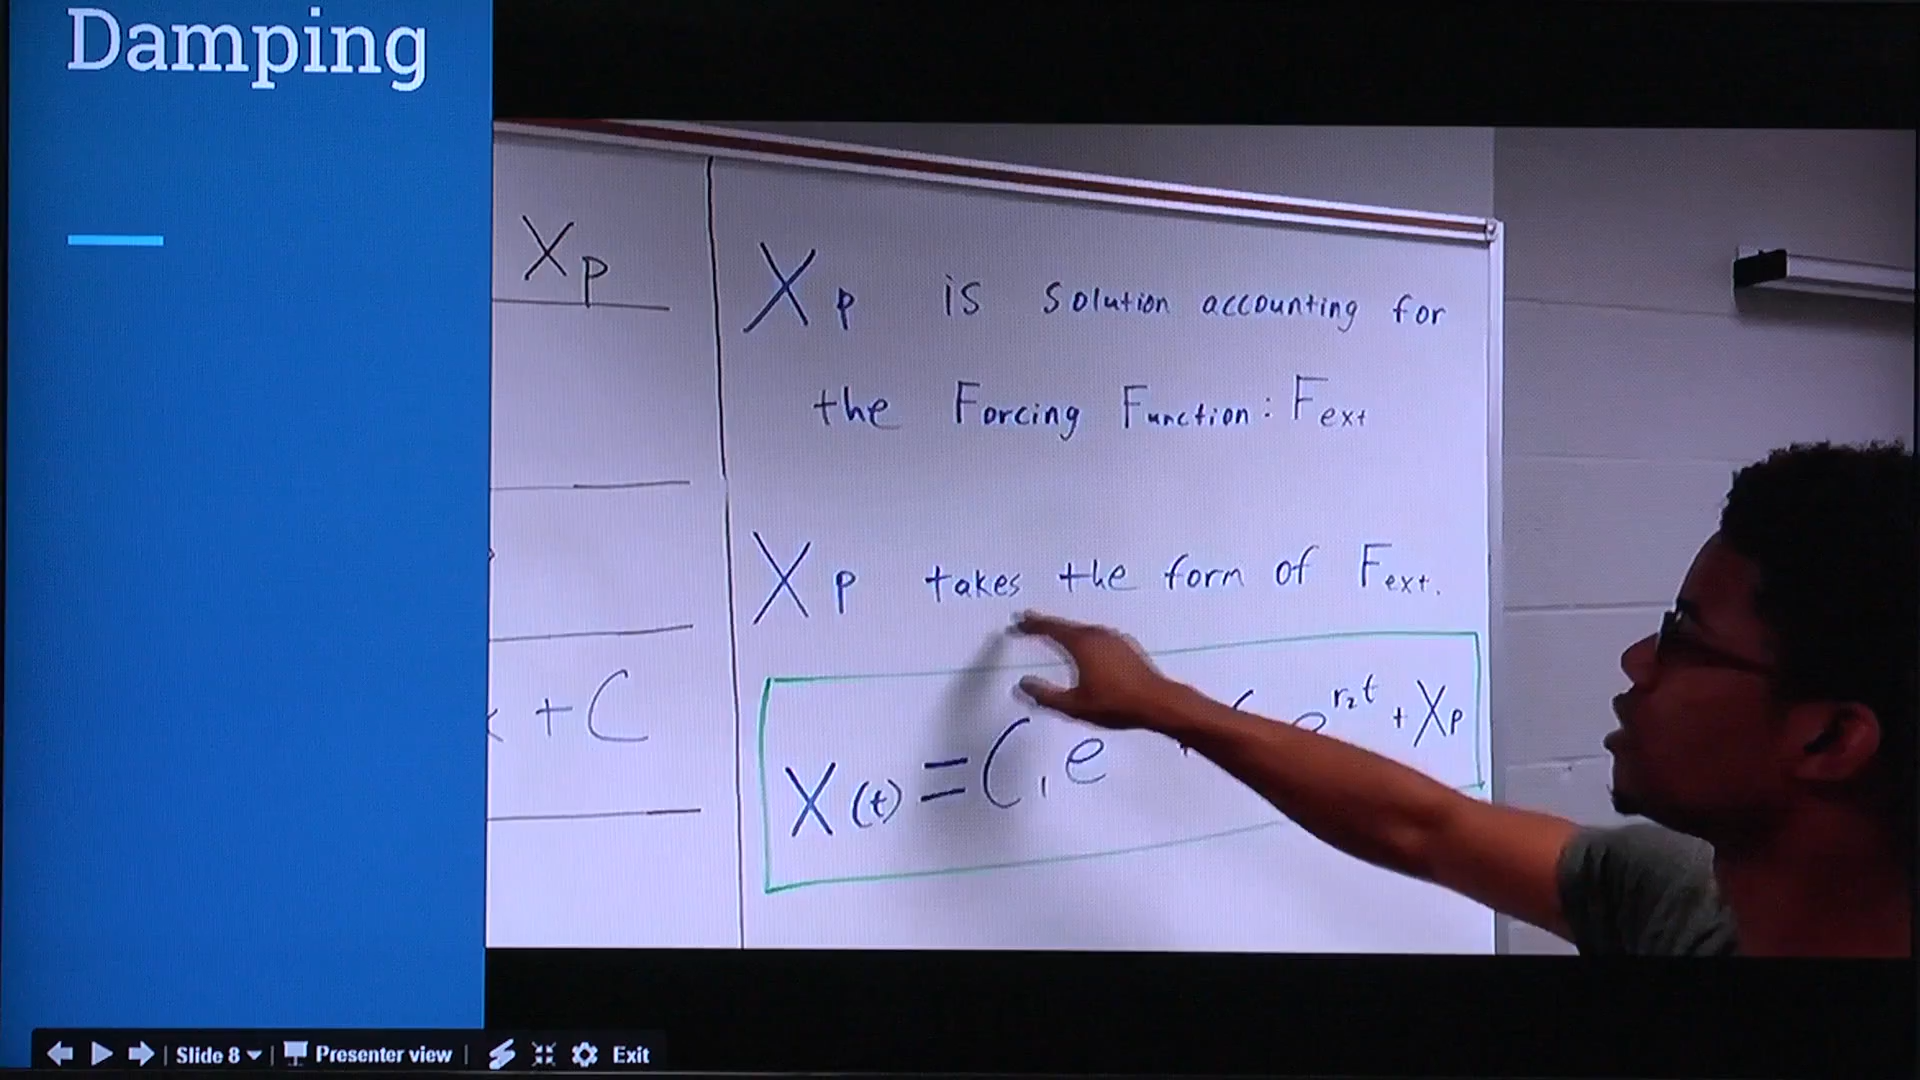 Damping
Xp
+C
Xp is solution accounting for
the Forcing Function: Fext
Xp takes the form of Fext.
X(t) = C₁e + e^r₂t + Xp
Slide 8
Presenter view
Exit